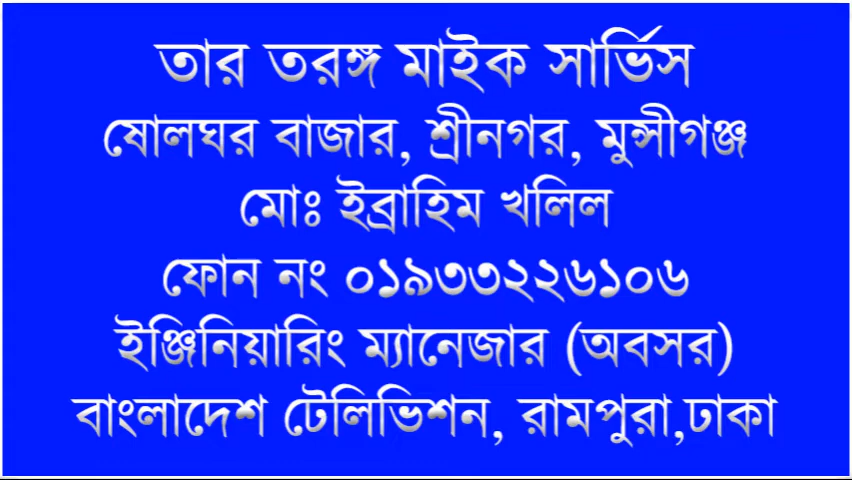 তার তরঙ্গ মাইক সার্ভিস
ষোলঘর বাজার, শ্রীনগর, মুন্সীগঞ্জ
মোঃ ইব্রাহিম খলিল
ফোন নং ০১৯৩৩২২৬১০৬
ইঞ্জিনিয়ারিং ম্যানেজার (অবসর)
বাংলাদেশ টেলিভিশন, রামপুরা,ঢাকা